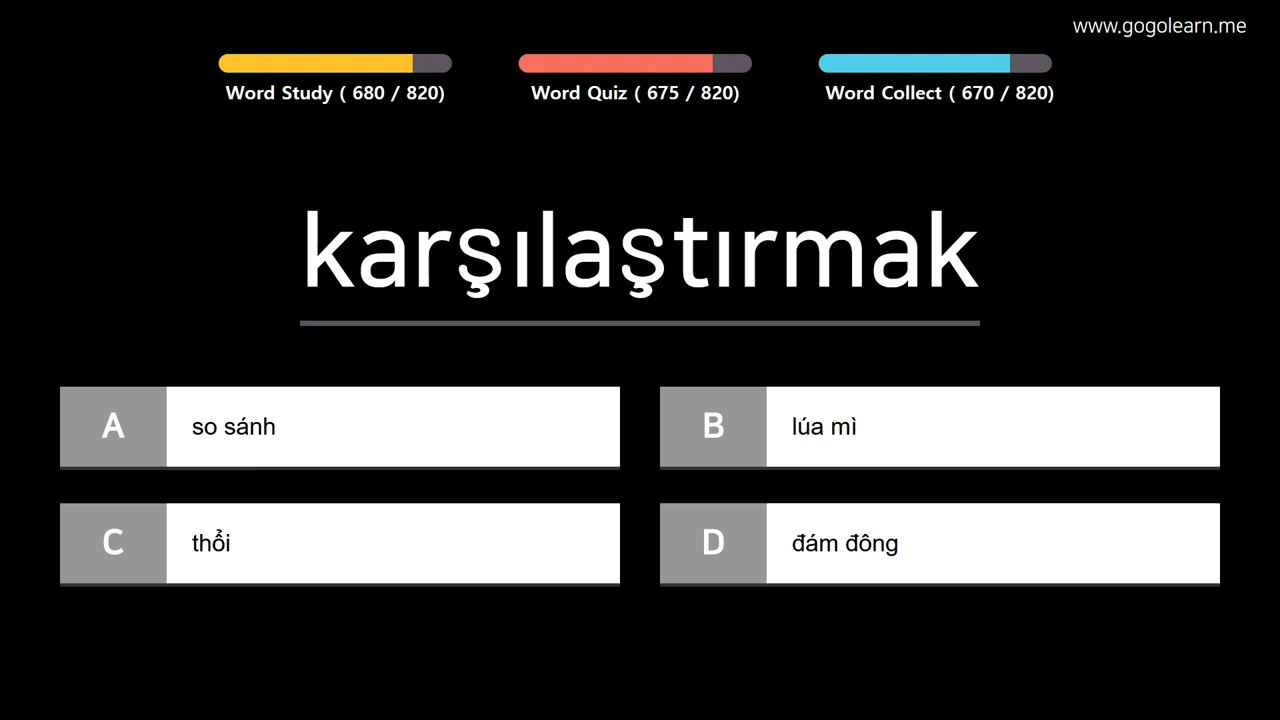 www.gogolearn.me
Word Study ( 680 / 820)
Word Quiz ( 675 / 820)
Word Collect ( 670 / 820)
karşılaştırmak
A so sánh
B lúa mì
C thổi
D đám đông